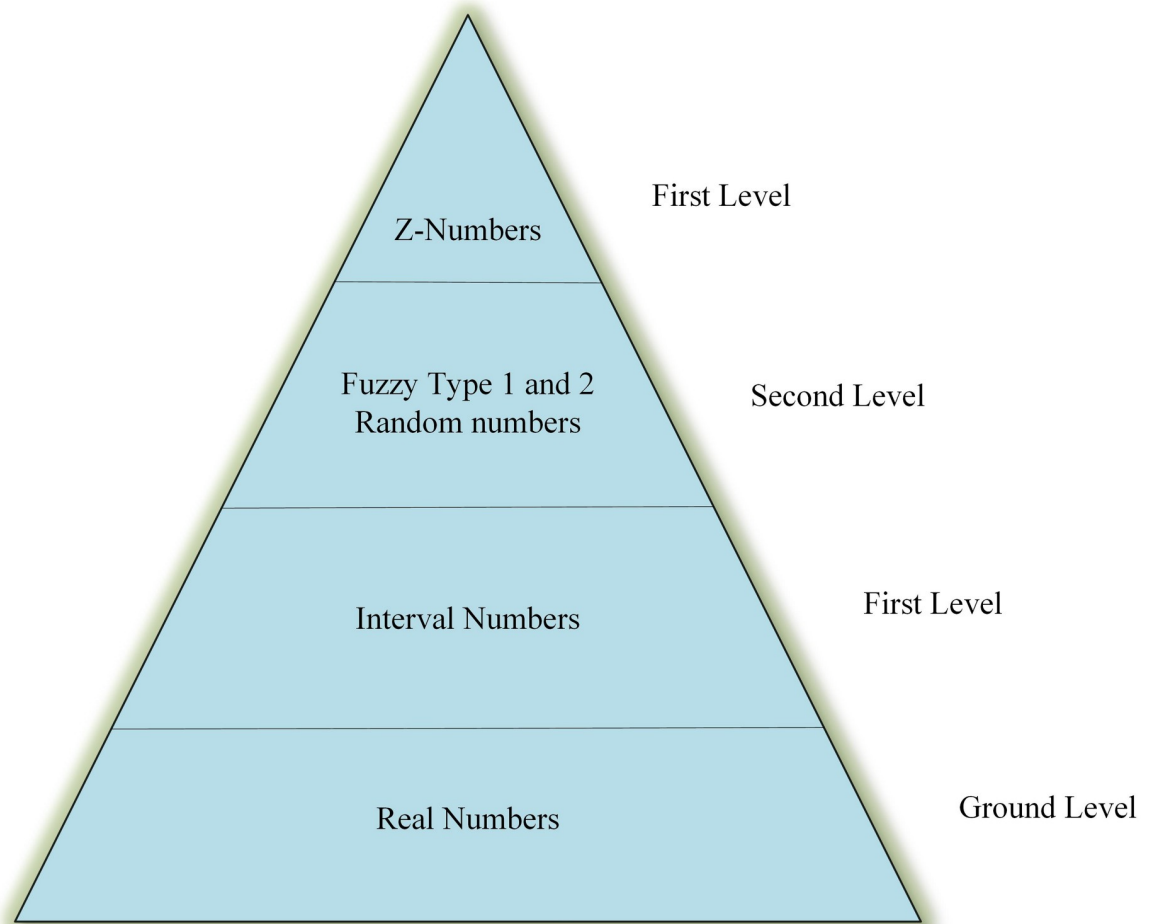 First Level
Z-Numbers
Fuzzy Type 1 and 2
Random numbers
Second Level
Interval Numbers
First Level
Real Numbers
Ground Level